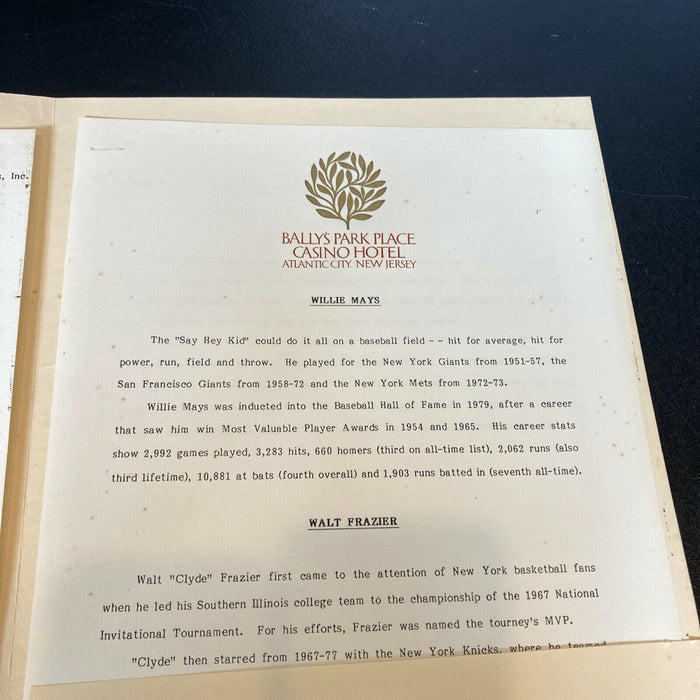 s, Inc.
BALLY'S PARK PLACE
CASINO HOTEL
ATLANTIC CITY, NEW JERSEY
WILLIE MAYS
The "Say Hey Kid" could do it all on a baseball field - - hit for average, hit for
power, run, field and throw. He played for the New York Giants from 1951-57, the
San Francisco Giants from 1958-72 and the New York Mets from 1972-73.
Willie Mays was inducted into the Baseball Hall of Fame in 1979, after a career
that saw him win Most Valuable Player Awards in 1954 and 1965. His career stats
show 2,992 games played, 3,283 hits, 660 homers (third on all-time list), 2,062 runs (also
third lifetime), 10,881 at bats (fourth overall) and 1,903 runs batted in (seventh all-time).
WALT FRAZIER
Walt "Clyde" Frazier first came to the attention of New York basketball fans
when he led his Southern Illinois college team to the championship of the 1967 National
Invitational Tournament. For his efforts, Frazier was named the tourney's MVP.
"Clyde" then starred from 1967-77 with the New York Knicks, where he teamed